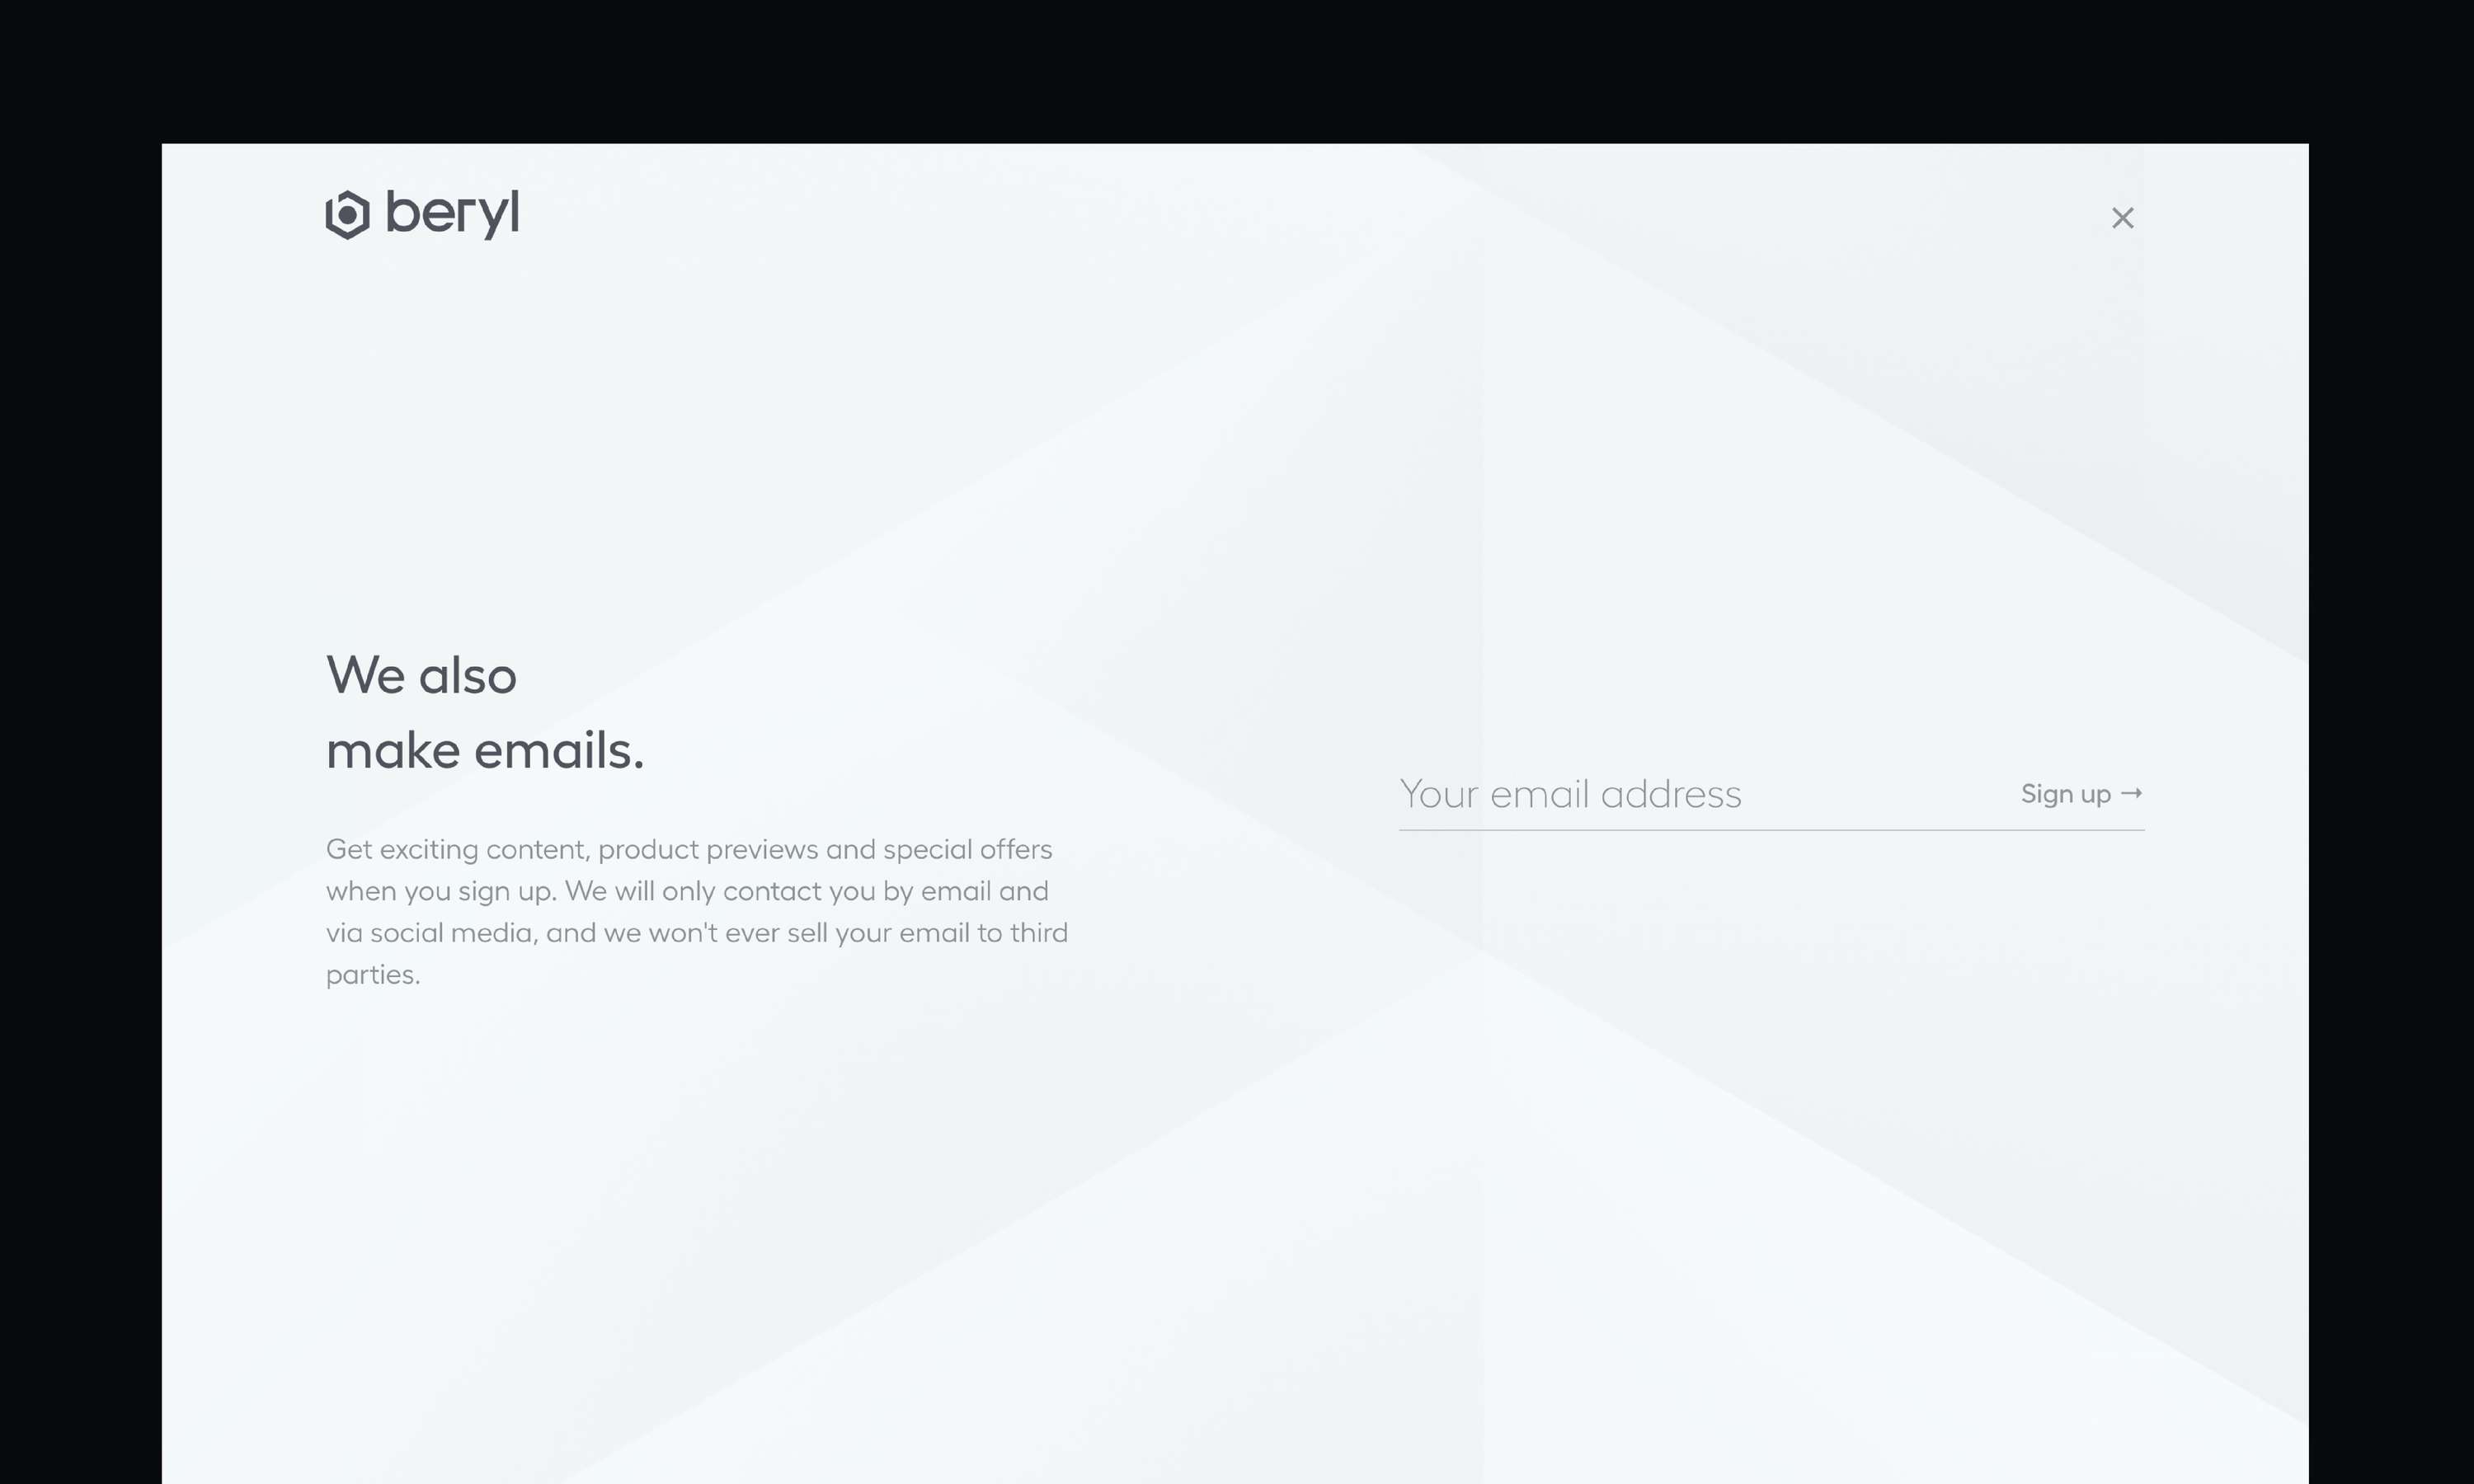 beryl
We also
make emails.
Get exciting content, product previews and special offers
when you sign up. We will only contact you by email and
via social media, and we won't ever sell your email to third
parties.
Your email address
Sign up →